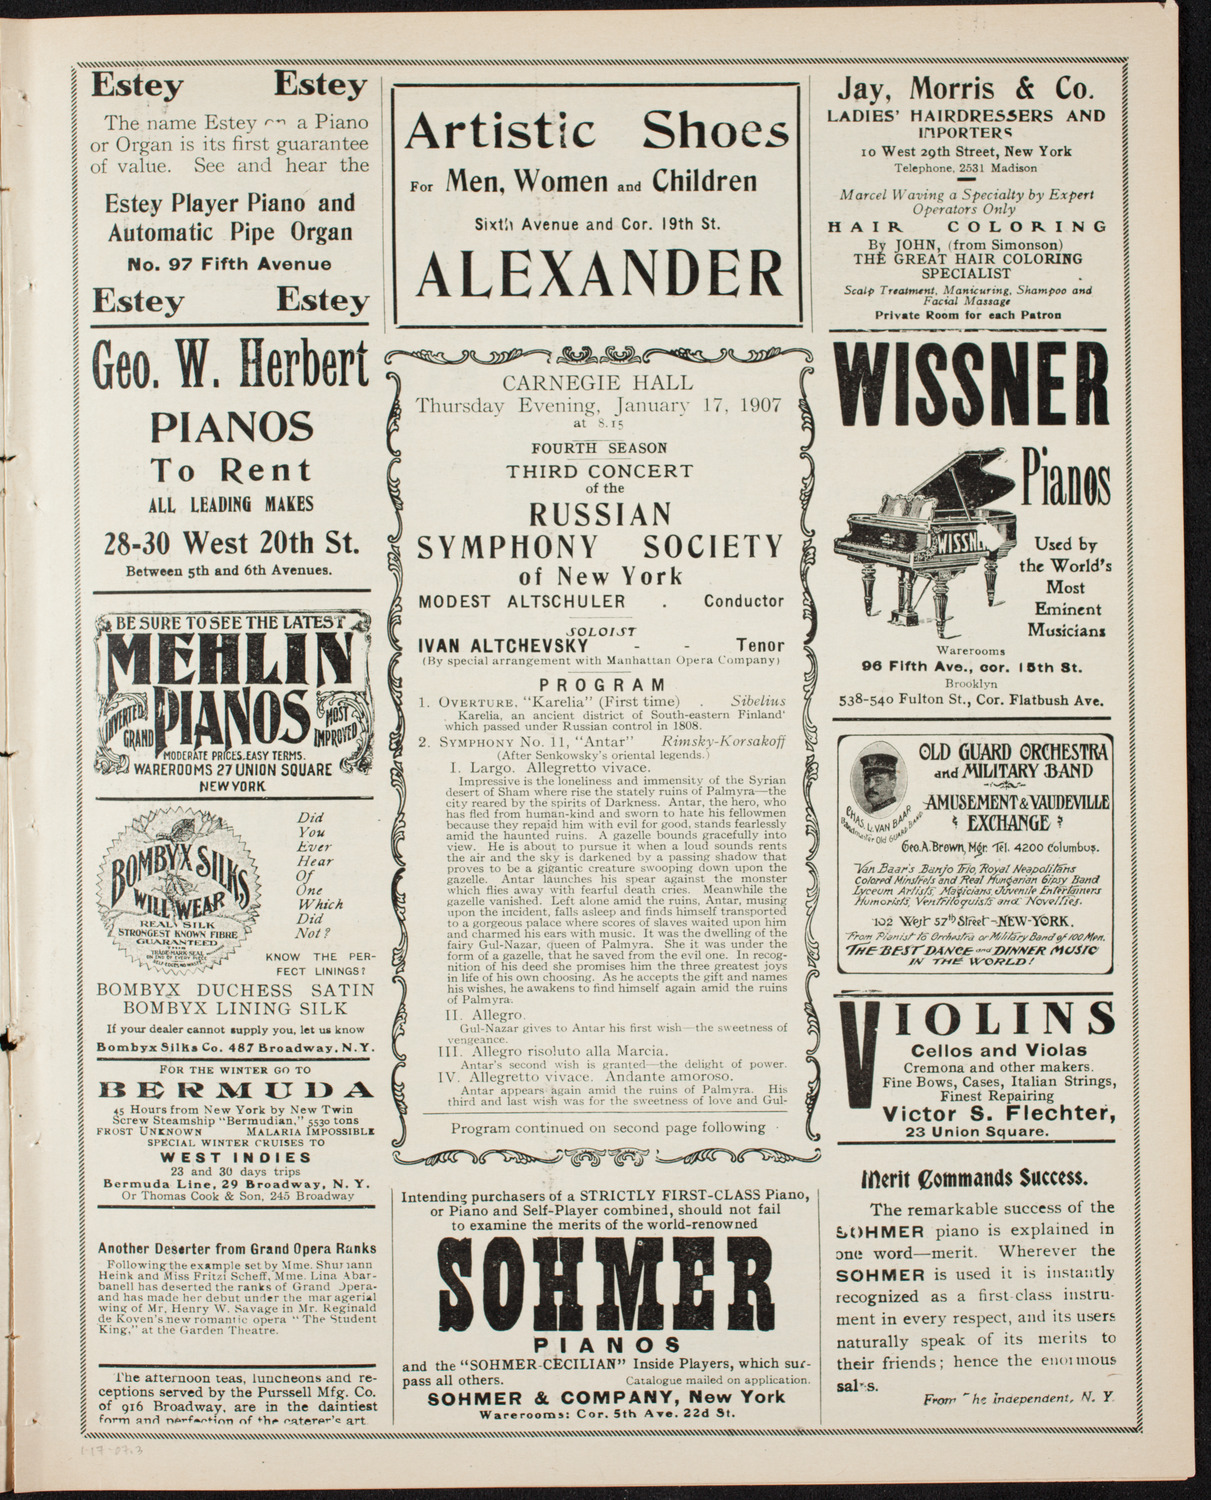 Estey Estey
The name Estey on a Piano
or Organ is its first guarantee
of value. See and hear the
Estey Player Piano and
Automatic Pipe Organ
No. 97 Fifth Avenue
Estey Estey
Geo. W. Herbert
PIANOS
To Rent
ALL LEADING MAKES
28-30 West 20th St.
Between 5th and 6th Avenues.
BE SURE TO SEE THE LATEST
MEHLIN
PIANOS
INVERTED
GRAND
MOST
IMPROVED
MODERATE PRICES. EASY TERMS.
WAREROOMS 27 UNION SQUARE
NEW YORK
BOMBYX SILKS
WILL WEAR
REAL SILK
STRONGEST KNOWN FIBRE
GUARANTEED
Did
You
Ever
Hear
Of
One
Which
Did
Not?
KNOW THE PER-
FECT LININGS?
BOMBYX DUCHESS SATIN
BOMBYX LINING SILK
If your dealer cannot supply you, let us know
Bombyx Silks Co. 487 Broadway, N.Y.
FOR THE WINTER GO TO
BERMUDA
45 Hours from New York by New Twin
Screw Steamship "Bermudian," 5530 tons
FROST UNKNOWN MALARIA IMPOSSIBLE
SPECIAL WINTER CRUISES TO
WEST INDIES
23 and 30 days trips
Bermuda Line, 29 Broadway, N. Y.
Or Thomas Cook & Son, 245 Broadway
Another Deserter from Grand Opera Ranks
Following the example set by Mme. Shumann
Heink and Miss Fritzi Scheff, Mme. Lina Abar-
banell has deserted the ranks of Grand Opera
and has made her debut under the managerial
wing of Mr. Henry W. Savage in Mr. Reginald
de Koven's new romantic opera "The Student
King," at the Garden Theatre.
The afternoon teas, luncheons and re-
ceptions served by the Purssell Mfg. Co.
of 916 Broadway, are in the daintiest
form and perfection of the caterer's art
Artistic Shoes
For Men, Women and Children
Sixth Avenue and Cor. 19th St.
ALEXANDER
CARNEGIE HALL
Thursday Evening, January 17, 1907
at 8.15
FOURTH SEASON
THIRD CONCERT
of the
RUSSIAN
SYMPHONY SOCIETY
of New York
MODEST ALTSCHULER . Conductor
SOLOIST
IVAN ALTCHEVSKY - - Tenor
(By special arrangement with Manhattan Opera Company)
PROGRAM
1. OVERTURE. "Karelia" (First time) . Sibelius
Karelia, an ancient district of South-eastern Finland'
which passed under Russian control in 1808.
2. SYMPHONY NO. 11, "Antar" Rimsky-Korsakoff
(After Senkowsky's oriental legends.)
I. Largo. Allegretto vivace.
Impressive is the loneliness and immensity of the Syrian
desert of Sham where rise the stately ruins of Palmyra—the
city reared by the spirits of Darkness. Antar, the hero, who
has fled from human-kind and sworn to hate his fellowmen
because they repaid him with evil for good, stands fearlessly
amid the haunted ruins. A gazelle bounds gracefully into
view. He is about to pursue it when a loud sounds rents
the air and the sky is darkened by a passing shadow that
proves to be a gigantic creature swooping down upon the
gazelle. Antar launches his spear against the monster
which flies away with fearful death cries. Meanwhile the
gazelle vanished. Left alone amid the ruins, Antar, musing
upon the incident, falls asleep and finds himself transported
to a gorgeous palace where scores of slaves waited upon him
and charmed his ears with music. It was the dwelling of the
fairy Gul-Nazar, queen of Palmyra. She it was under the
form of a gazelle, that he saved from the evil one. In recog-
nition of his deed she promises him the three greatest joys
in life of his own choosing. As he accepts the gift and names
his wishes, he awakens to find himself again amid the ruins
of Palmyra.
II. Allegro.
Gul-Nazar gives to Antar his first wish—the sweetness of
vengeance.
III. Allegro risoluto alla Marcia.
Antar's second wish is granted—the delight of power.
IV. Allegretto vivace. Andante amoroso.
Antar appears again amid the ruins of Palmyra. His
third and last wish was for the sweetness of love and Gul-
Program continued on second page following
Intending purchasers of a STRICTLY FIRST-CLASS Piano,
or Piano and Self-Player combined, should not fail
to examine the merits of the world-renowned
SOHMER
PIANOS
and the "SOHMER-CECILIAN" Inside Players, which sur-
pass all others. Catalogue mailed on application.
SOHMER & COMPANY, New York
Warerooms: Cor. 5th Ave. 22d St.
Jay, Morris & Co.
LADIES' HAIRDRESSERS AND
IMPORTERS
10 West 29th Street, New York
Telephone, 2531 Madison
Marcel Waving a Specialty by Expert
Operators Only
HAIR COLORING
By JOHN, (from Simonson)
THE GREAT HAIR COLORING
SPECIALIST
Scalp Treatment, Manicuring, Shampoo and
Facial Massage
Private Room for each Patron
WISSNER
Pianos
WISSN
Used by
the World's
Most
Eminent
Musicians
Warerooms
96 Fifth Ave., cor. 15th St.
Brooklyn
538-540 Fulton St., Cor. Flatbush Ave.
OLD GUARD ORCHESTRA
and MILITARY BAND
AMUSEMENT & VAUDEVILLE
EXCHANGE
CHAS. L. VAN BAAR
Bandmaster Old Guard Band
Geo. A. Brown, Mgr. Tel. 4200 Columbus.
Van Baar's Banjo Trio, Royal Neapolitans
Colored Minstrels and Real Hungarian Gipsy Band
Lyceum Artists, Magicians, Juvenile Entertainers
Humorists, Ventriloquists and Novelties.
102 West 57th Street—NEW-YORK.
From Pianist to Orchestra or Military Band of 100 Men.
THE BEST DANCE and DINNER MUSIC
IN THE WORLD!
VIOLINS
Cellos and Violas
Cremona and other makers.
Fine Bows, Cases, Italian Strings,
Finest Repairing
Victor S. Flechter,
23 Union Square.
Merit Commands Success.
The remarkable success of the
SOHMER piano is explained in
one word—merit. Wherever the
SOHMER is used it is instantly
recognized as a first-class instru-
ment in every respect, and its users
naturally speak of its merits to
their friends; hence the enormous
sales.
From The Independent, N. Y.
1-17-07.3